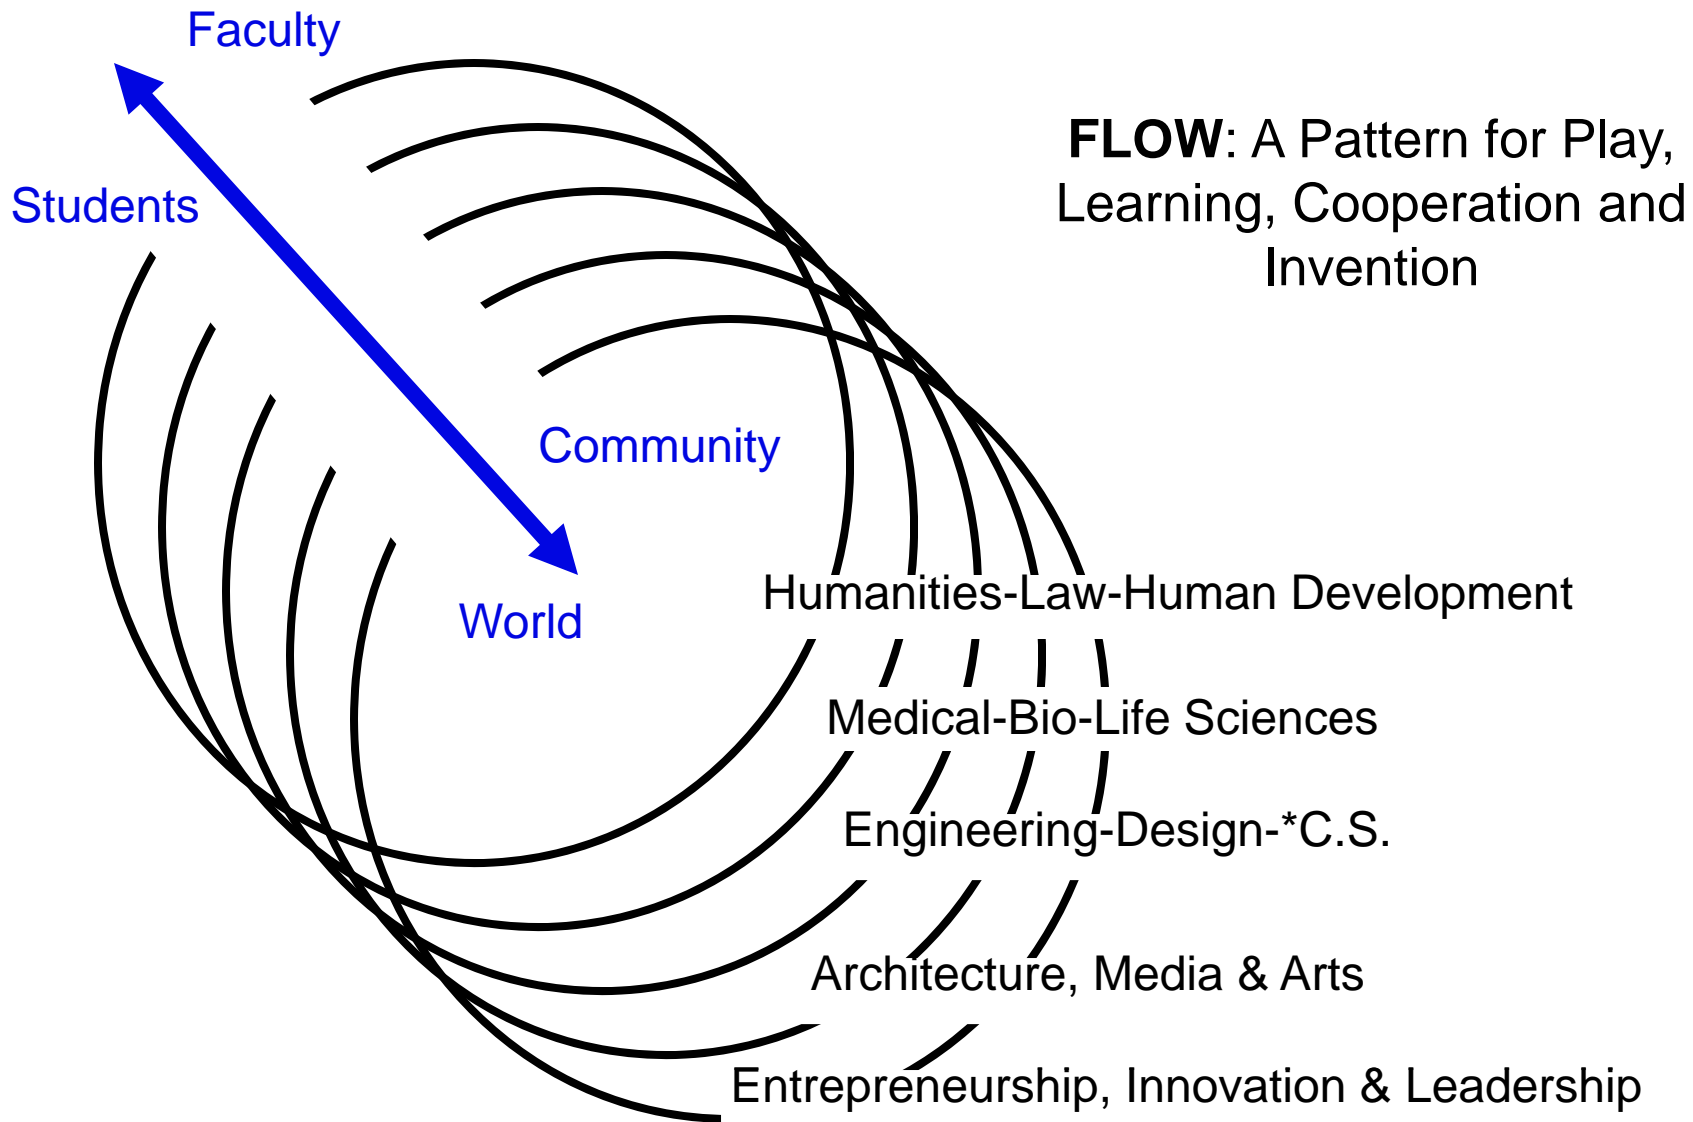 Faculty
FLOW: A Pattern for Play,
Learning, Cooperation and
Invention
Students
Community
World
Humanities-Law-Human Development
Medical-Bio-Life Sciences
Engineering-Design-*C.S.
Architecture, Media & Arts
Entrepreneurship, Innovation & Leadership